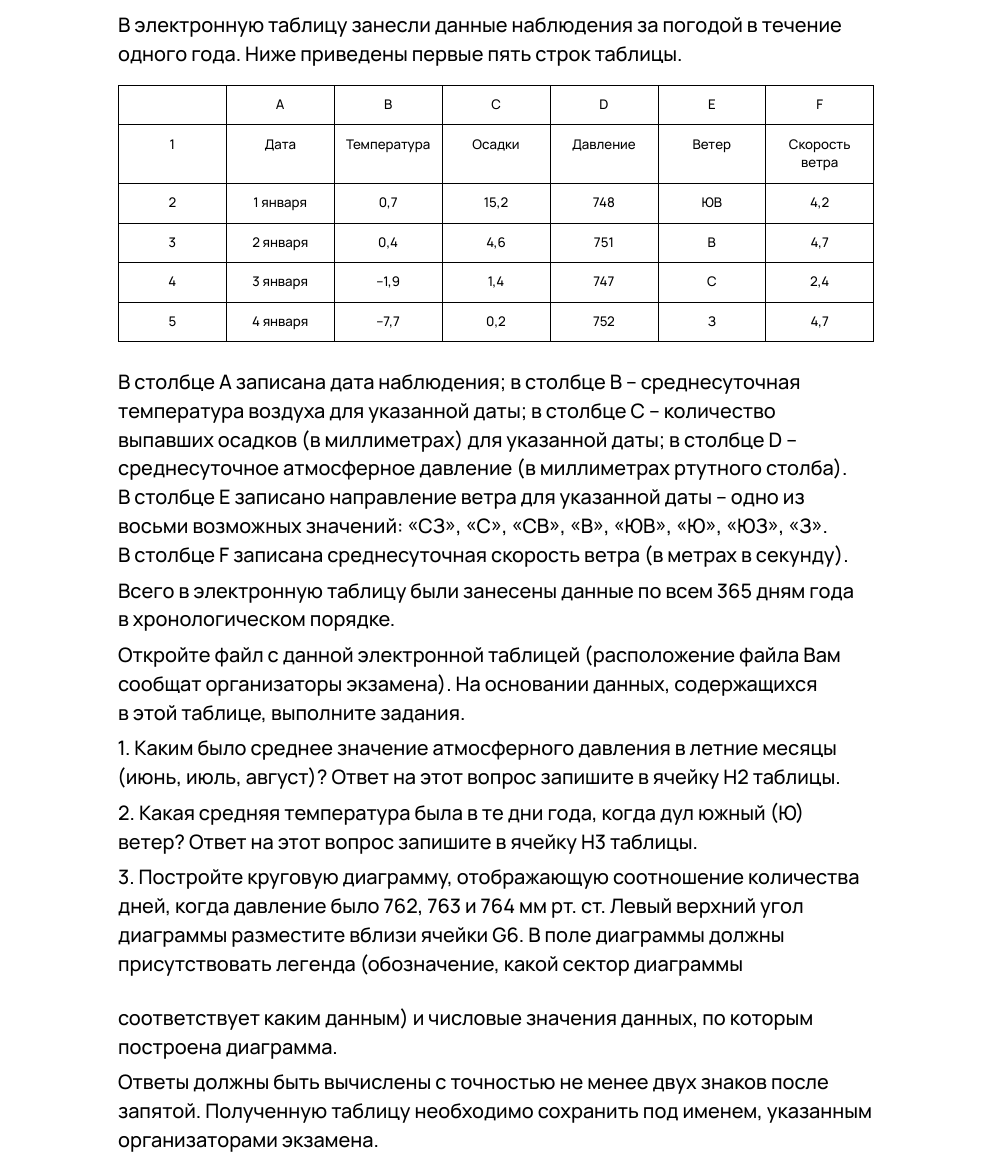 В электронную таблицу занесли данные наблюдения за погодой в течение
одного года. Ниже приведены первые пять строк таблицы.
A B C D E F
1 Дата Температура Осадки Давление Ветер Скорость ветра
2 1 января 0,7 15,2 748 ЮВ 4,2
3 2 января 0,4 4,6 751 В 4,7
4 3 января –1,9 1,4 747 С 2,4
5 4 января –7,7 0,2 752 З 4,7
В столбце A записана дата наблюдения; в столбце B – среднесуточная
температура воздуха для указанной даты; в столбце C – количество
выпавших осадков (в миллиметрах) для указанной даты; в столбце D –
среднесуточное атмосферное давление (в миллиметрах ртутного столба).
В столбце E записано направление ветра для указанной даты – одно из
восьми возможных значений: «СЗ», «С», «СВ», «В», «ЮВ», «Ю», «ЮЗ», «З».
В столбце F записана среднесуточная скорость ветра (в метрах в секунду).
Всего в электронную таблицу были занесены данные по всем 365 дням года
в хронологическом порядке.
Откройте файл с данной электронной таблицей (расположение файла Вам
сообщат организаторы экзамена). На основании данных, содержащихся
в этой таблице, выполните задания.
1. Каким было среднее значение атмосферного давления в летние месяцы
(июнь, июль, август)? Ответ на этот вопрос запишите в ячейку H2 таблицы.
2. Какая средняя температура была в те дни года, когда дул южный (Ю)
ветер? Ответ на этот вопрос запишите в ячейку H3 таблицы.
3. Постройте круговую диаграмму, отображающую соотношение количества
дней, когда давление было 762, 763 и 764 мм рт. ст. Левый верхний угол
диаграммы разместите вблизи ячейки G6. В поле диаграммы должны
присутствовать легенда (обозначение, какой сектор диаграммы
соответствует каким данным) и числовые значения данных, по которым
построена диаграмма.
Ответы должны быть вычислены с точностью не менее двух знаков после
запятой. Полученную таблицу необходимо сохранить под именем, указанным
организаторами экзамена.